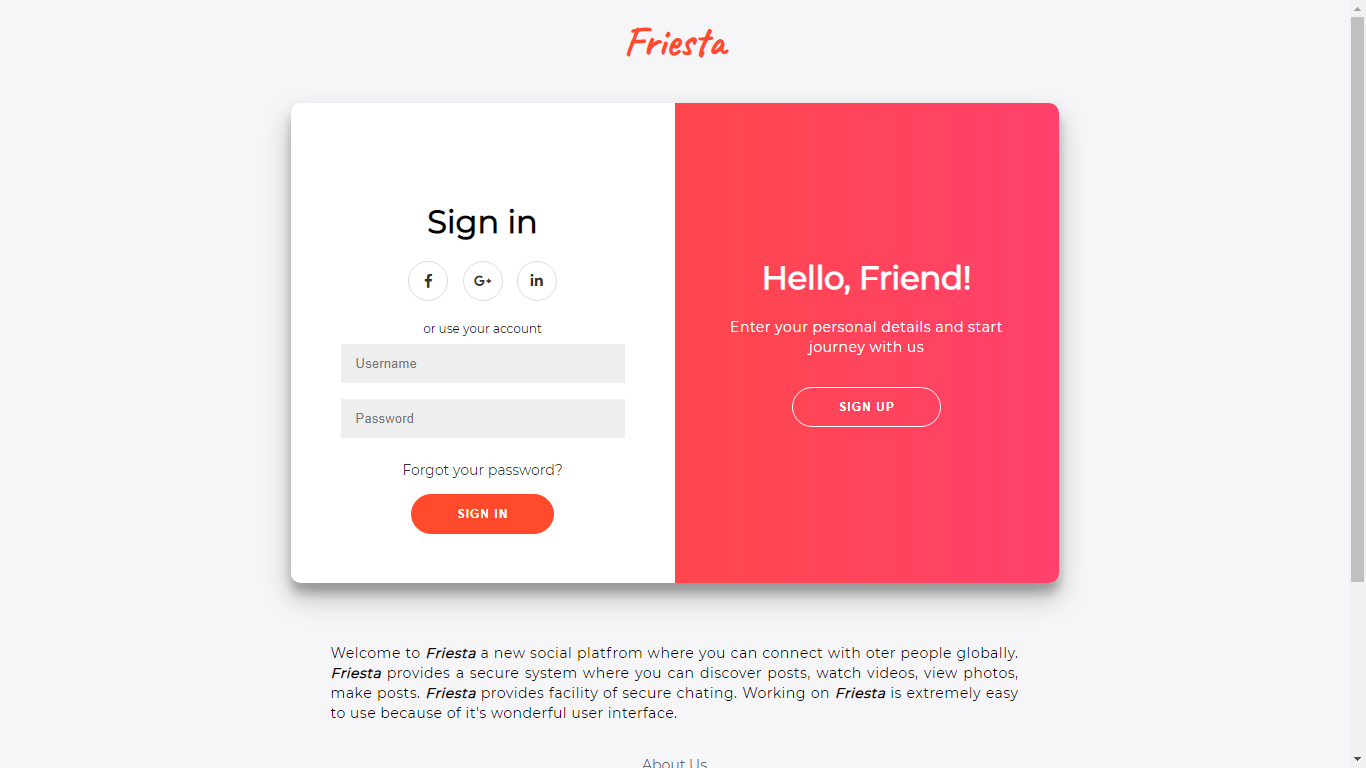 Friesta
Sign in
G+
in
or use your account
Username
Password
Forgot your password?
SIGN IN
Hello, Friend!
Enter your personal details and start
journey with us
SIGN UP
Welcome to Friesta a new social platfrom where you can connect with oter people globally.
Friesta provides a secure system where you can discover posts, watch videos, view photos,
make posts. Friesta provides facility of secure chating. Working on Friesta is extremely easy
to use because of it's wonderful user interface.
About Us